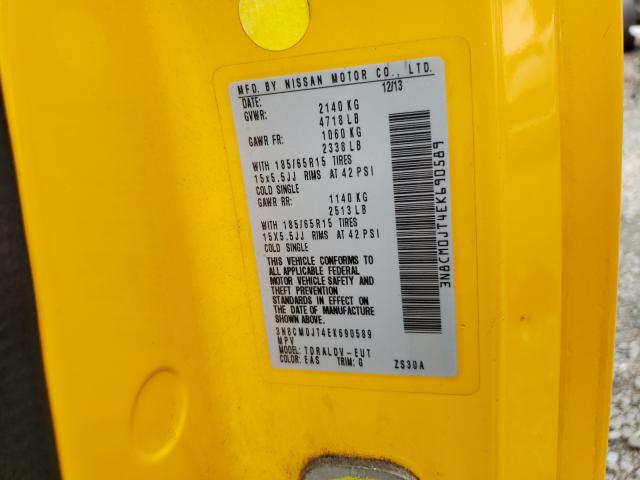 MFD. BY NISSAN MOTOR CO., LTD.
DATE: 12/13
GVWR: 2140 KG
4718 LB
GAWR FR: 1060 KG
2338 LB
WITH 185/65R15 TIRES
15x5.5JJ RIMS AT 42 PSI
COLD SINGLE
GAWR RR: 1140 KG
2513 LB
WITH 185/65R15 TIRES
15X5.5JJ RIMS AT 42 PSI
COLD SINGLE
THIS VEHICLE CONFORMS TO
ALL APPLICABLE FEDERAL
MOTOR VEHICLE SAFETY AND
THEFT PREVENTION
STANDARDS IN EFFECT ON
THE DATE OF MANUFACTURE
SHOWN ABOVE.
3N8CM0JT4EK690589
MPV
MODEL: TDRALDV-EUT
COLOR: EAS TRIM: G ZS30A
3N8CM0JT4EK690589